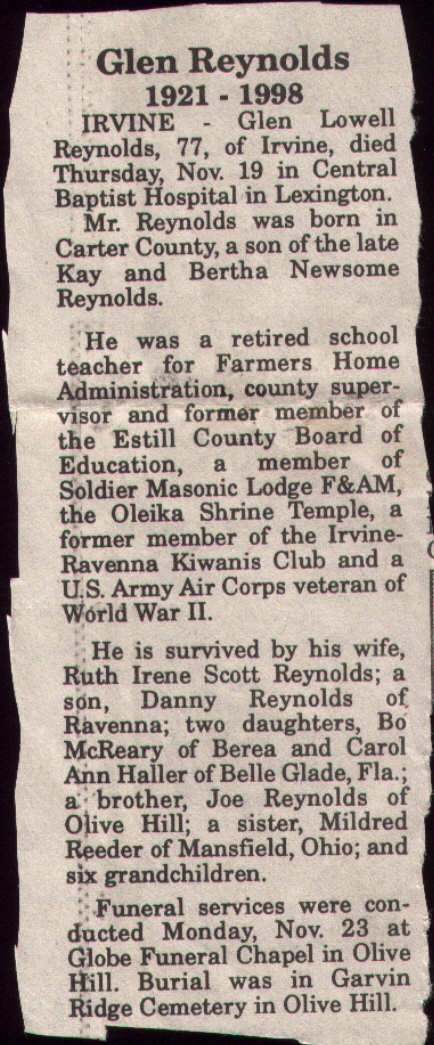 Glen Reynolds
1921 - 1998
IRVINE - Glen Lowell
Reynolds, 77, of Irvine, died
Thursday, Nov. 19 in Central
Baptist Hospital in Lexington.
Mr. Reynolds was born in
Carter County, a son of the late
Kay and Bertha Newsome
Reynolds.
He was a retired school
teacher for Farmers Home
Administration, county super-
visor and former member of
the Estill County Board of
Education, a member of
Soldier Masonic Lodge F&AM,
the Oleika Shrine Temple, a
former member of the Irvine-
Ravenna Kiwanis Club and a
U.S. Army Air Corps veteran of
World War II.
He is survived by his wife,
Ruth Irene Scott Reynolds; a
son, Danny Reynolds of
Ravenna; two daughters, Bo
McReary of Berea and Carol
Ann Haller of Belle Glade, Fla.;
a brother, Joe Reynolds of
Olive Hill; a sister, Mildred
Reeder of Mansfield, Ohio; and
six grandchildren.
Funeral services were con-
ducted Monday, Nov. 23 at
Globe Funeral Chapel in Olive
Hill. Burial was in Garvin
Ridge Cemetery in Olive Hill.